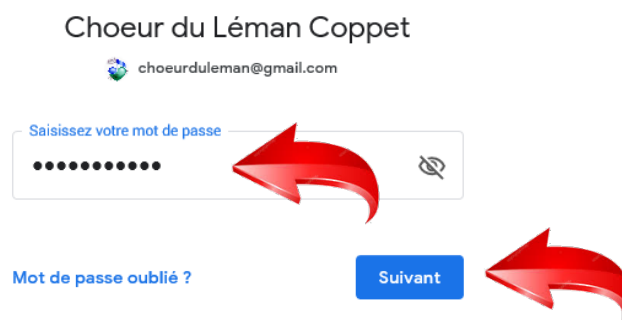 Choeur du Léman Coppet
choeurduleman@gmail.com
Saisissez votre mot de passe
•••••••••••
Mot de passe oublié ?
Suivant